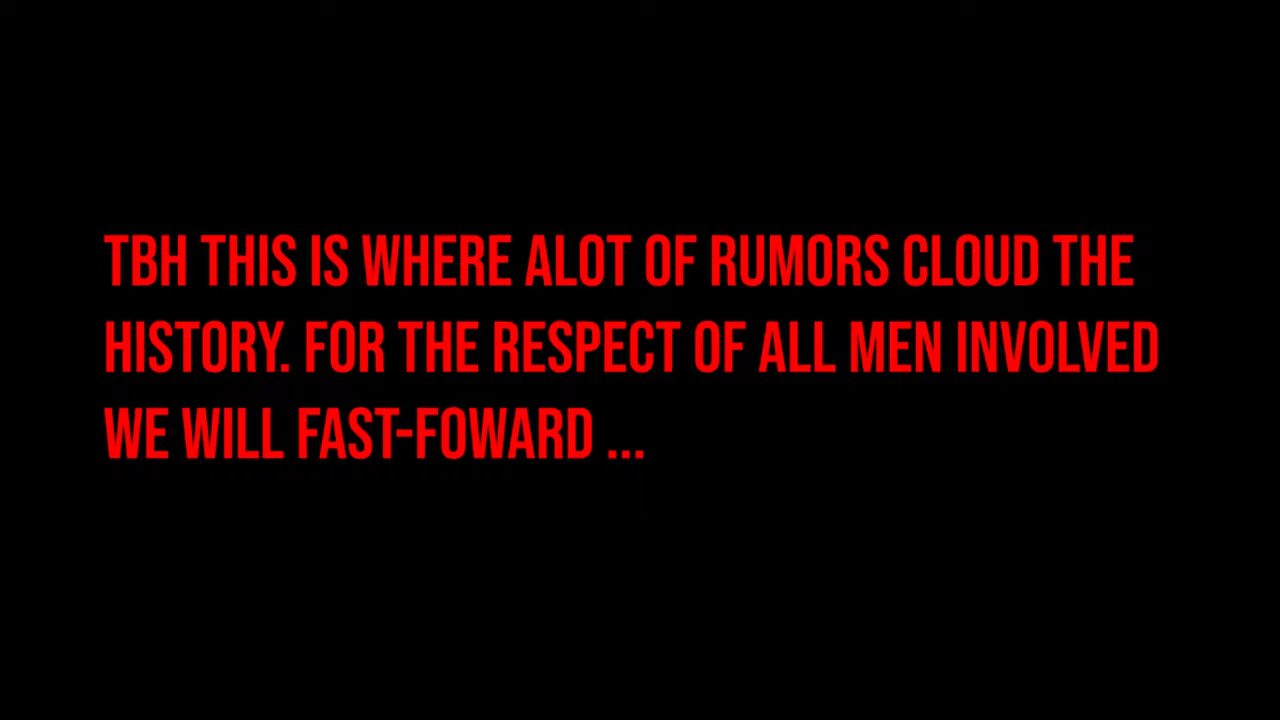 TBH THIS IS WHERE ALOT OF RUMORS CLOUD THE
HISTORY. FOR THE RESPECT OF ALL MEN INVOLVED
WE WILL FAST-FOWARD ...